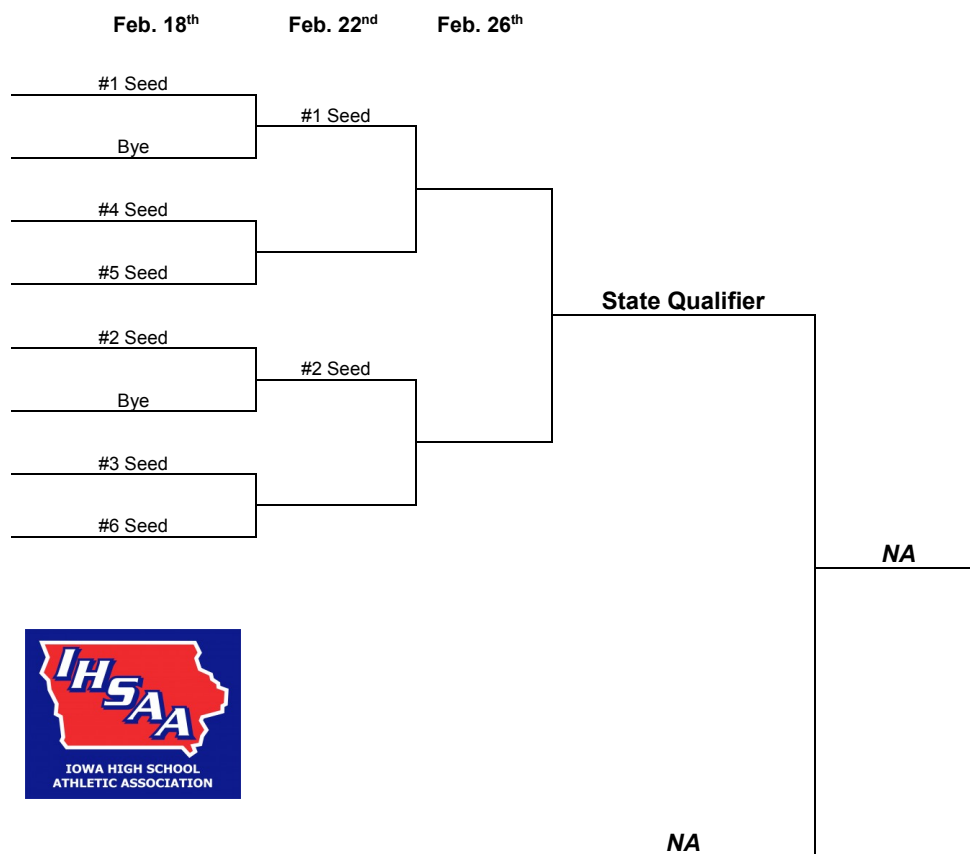 Feb. 18th Feb. 22nd Feb. 26th
#1 Seed
#1 Seed
Bye
#4 Seed
#5 Seed
State Qualifier
#2 Seed
#2 Seed
Bye
#3 Seed
#6 Seed
NA
IHSAA
IOWA HIGH SCHOOL
ATHLETIC ASSOCIATION
NA